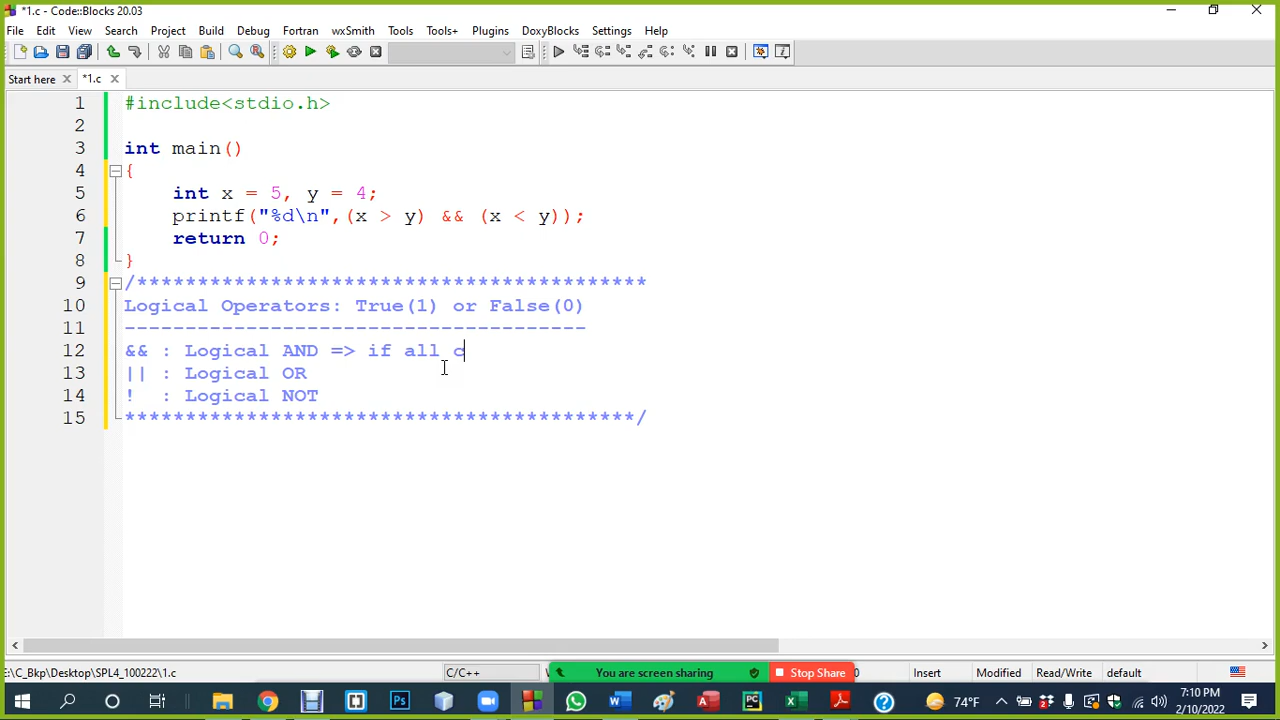 *1.c - Code::Blocks 20.03
File Edit View Search Project Build Debug Fortran wxSmith Tools Tools+ Plugins DoxyBlocks Settings Help
Start here *1.c
1 #include<stdio.h>
2
3 int main()
4 {
5 int x = 5, y = 4;
6 printf("%d\n",(x > y) && (x < y));
7 return 0;
8 }
9 /******************************************
10 Logical Operators: True(1) or False(0)
11 --------------------------------------
12 && : Logical AND => if all c
13 || : Logical OR
14 ! : Logical NOT
15 ******************************************/
E:\C_Bkp\Desktop\SPL4_100222\1.c C/C++ You are screen sharing Stop Share 0 Insert Modified Read/Write default
74°F 7:10 PM
2/10/2022